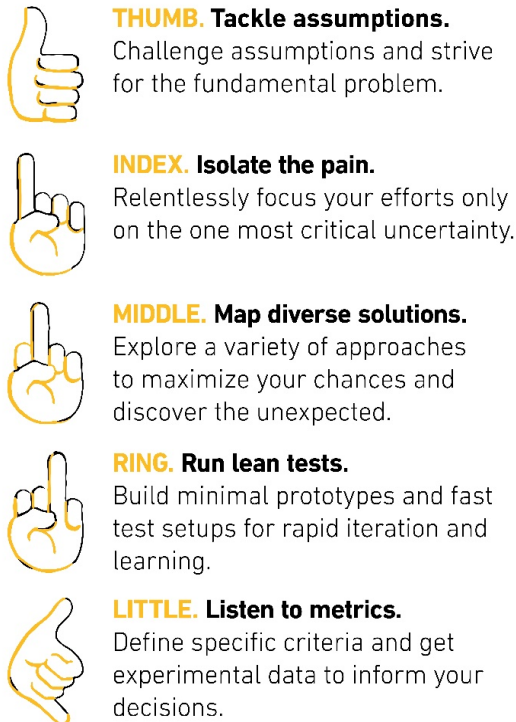 THUMB. Tackle assumptions.
Challenge assumptions and strive
for the fundamental problem.
INDEX. Isolate the pain.
Relentlessly focus your efforts only
on the one most critical uncertainty.
MIDDLE. Map diverse solutions.
Explore a variety of approaches
to maximize your chances and
discover the unexpected.
RING. Run lean tests.
Build minimal prototypes and fast
test setups for rapid iteration and
learning.
LITTLE. Listen to metrics.
Define specific criteria and get
experimental data to inform your
decisions.